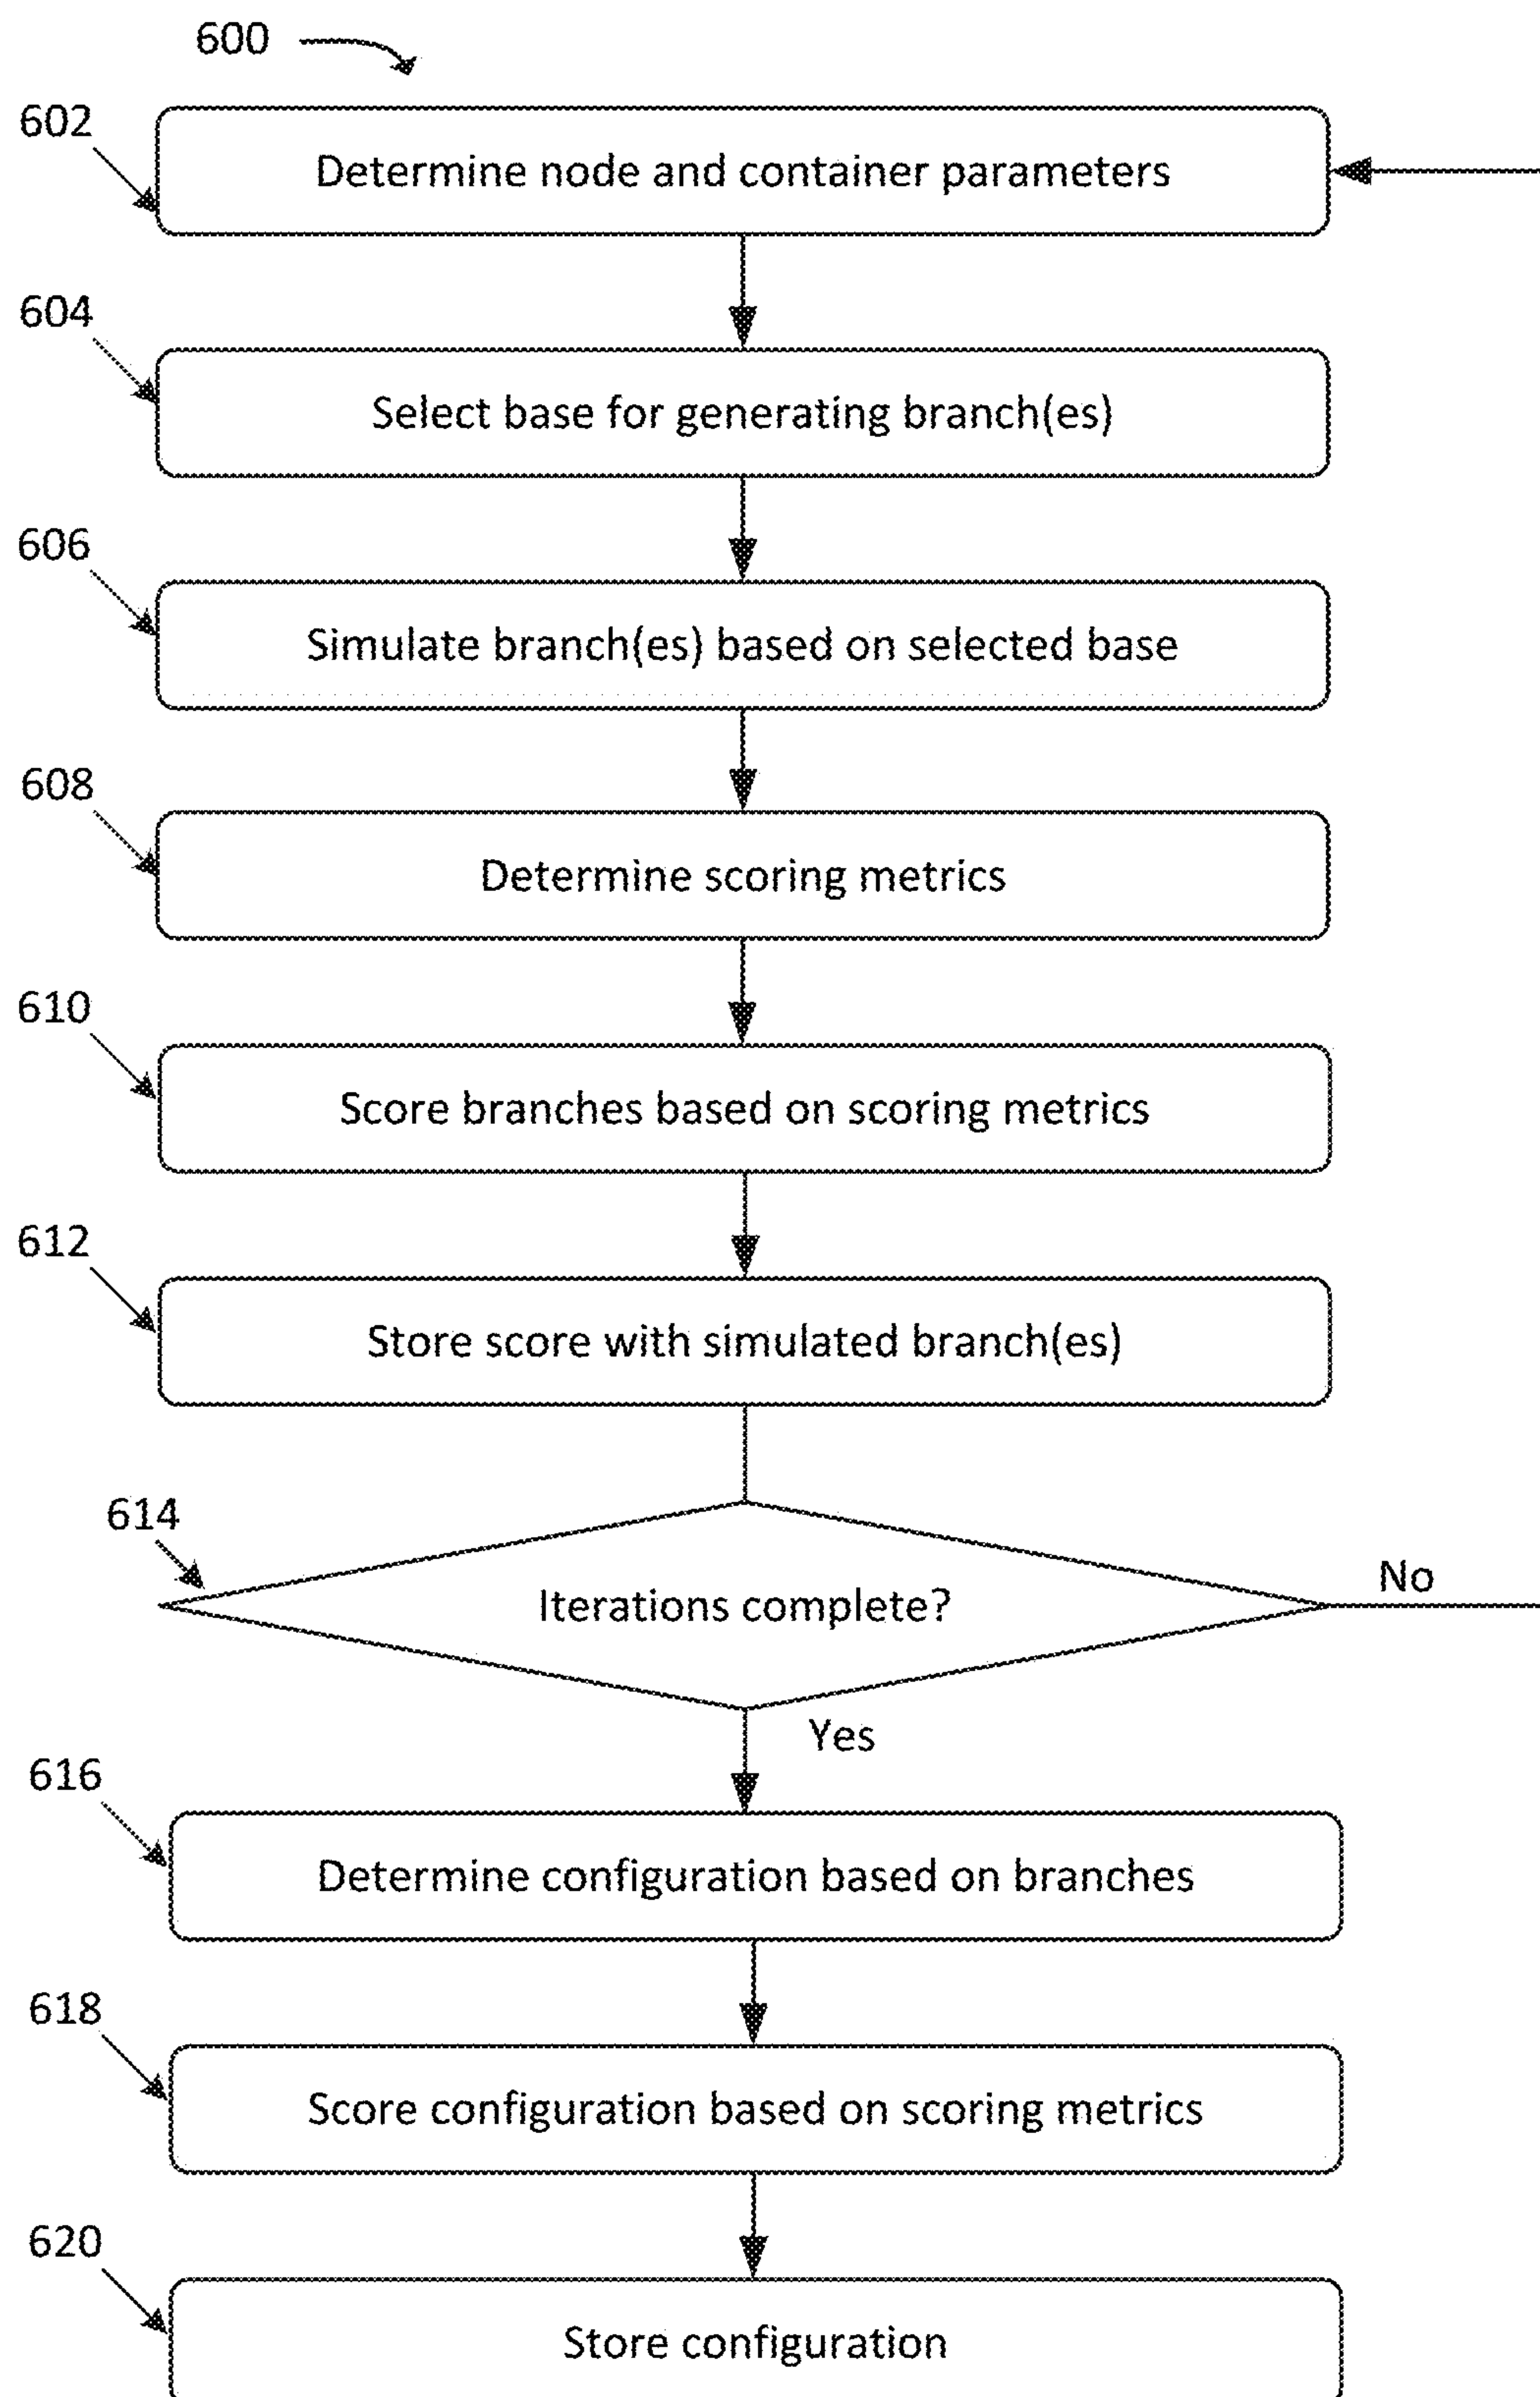 600
602
Determine node and container parameters
604
Select base for generating branch(es)
606
Simulate branch(es) based on selected base
608
Determine scoring metrics
610
Score branches based on scoring metrics
612
Store score with simulated branch(es)
614
Iterations complete?
No
Yes
616
Determine configuration based on branches
618
Score configuration based on scoring metrics
620
Store configuration